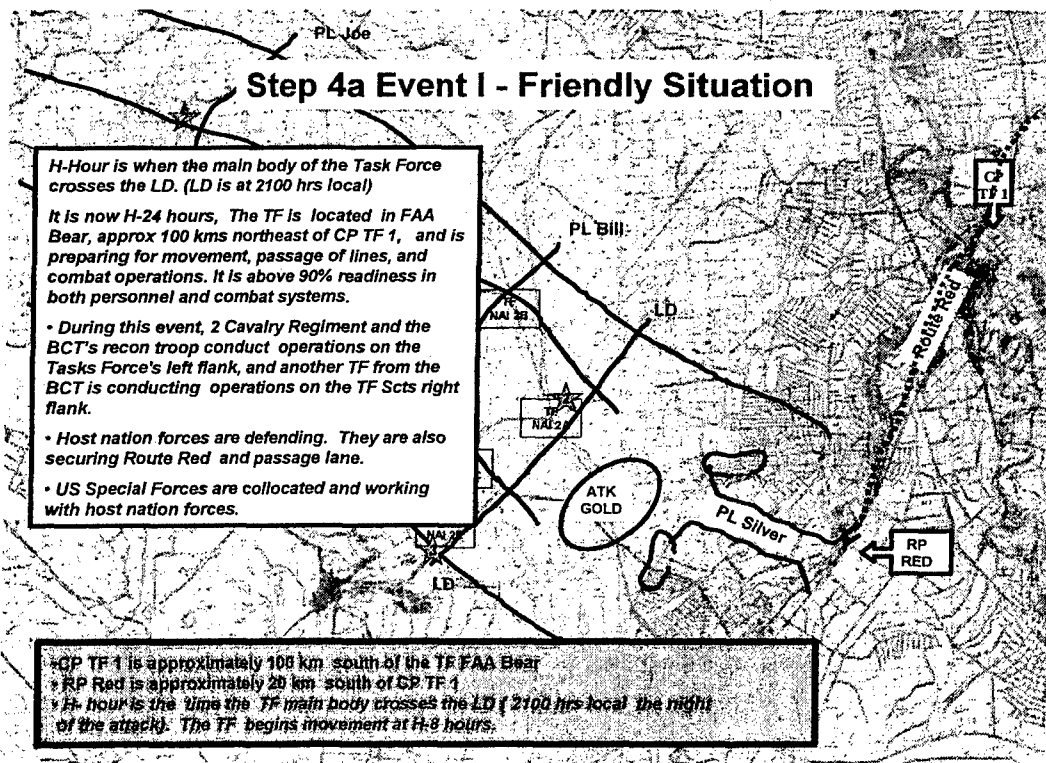 PL Joe
Step 4a Event I - Friendly Situation
H-Hour is when the main body of the Task Force
crosses the LD. (LD is at 2100 hrs local)
It is now H-24 hours, The TF is located in FAA
Bear, approx 100 kms northeast of CP TF 1, and is
preparing for movement, passage of lines, and
combat operations. It is above 90% readiness in
both personnel and combat systems.
• During this event, 2 Cavalry Regiment and the
BCT's recon troop conduct operations on the
Tasks Force's left flank, and another TF from the
BCT is conducting operations on the TF Scts right
flank.
• Host nation forces are defending. They are also
securing Route Red and passage lane.
• US Special Forces are collocated and working
with host nation forces.
CP
TF 1
PL Bill
NAI 2B
LD
Route Red
TF
NAI 2A
ATK
GOLD
PL Silver
RP
RED
LD
•CP TF 1 is approximately 100 km south of the TF FAA Bear
• RP Red is approximately 20 km south of CP TF 1
• H- hour is the time the TF main body crosses the LD ( 2100 hrs local the night
of the attack). The TF begins movement at H-8 hours.